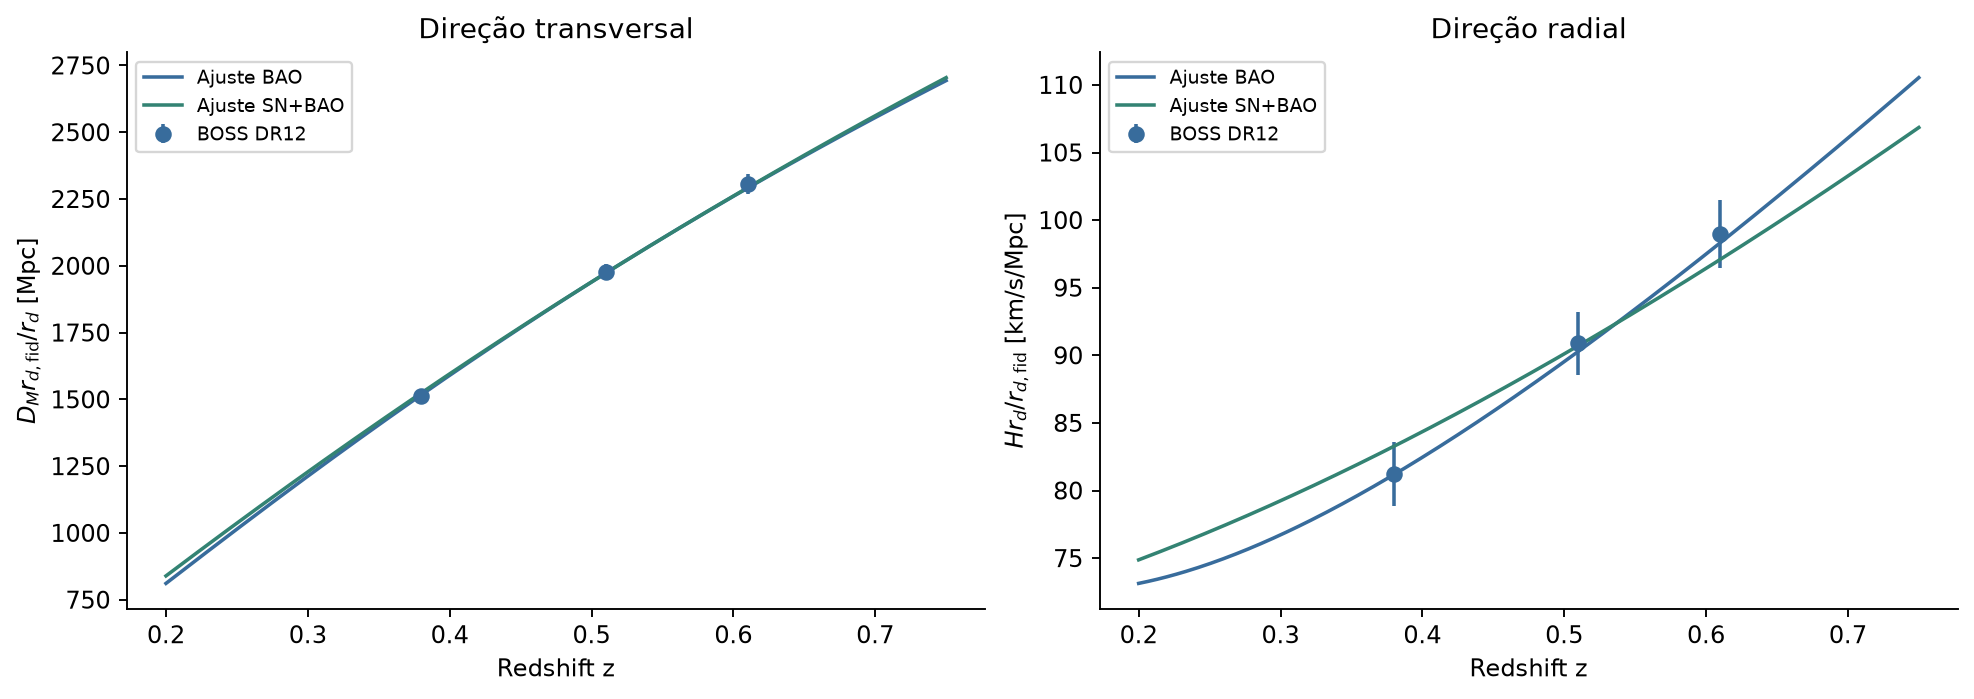 Direção transversal
Ajuste BAO
Ajuste SN+BAO
BOSS DR12
2750
2500
2250
2000
1750
1500
1250
1000
750
D_M r_{d,fid}/r_d [Mpc]
0.2 0.3 0.4 0.5 0.6 0.7
Redshift z
Direção radial
Ajuste BAO
Ajuste SN+BAO
BOSS DR12
110
105
100
95
90
85
80
75
Hr_d/r_{d,fid} [km/s/Mpc]
0.2 0.3 0.4 0.5 0.6 0.7
Redshift z